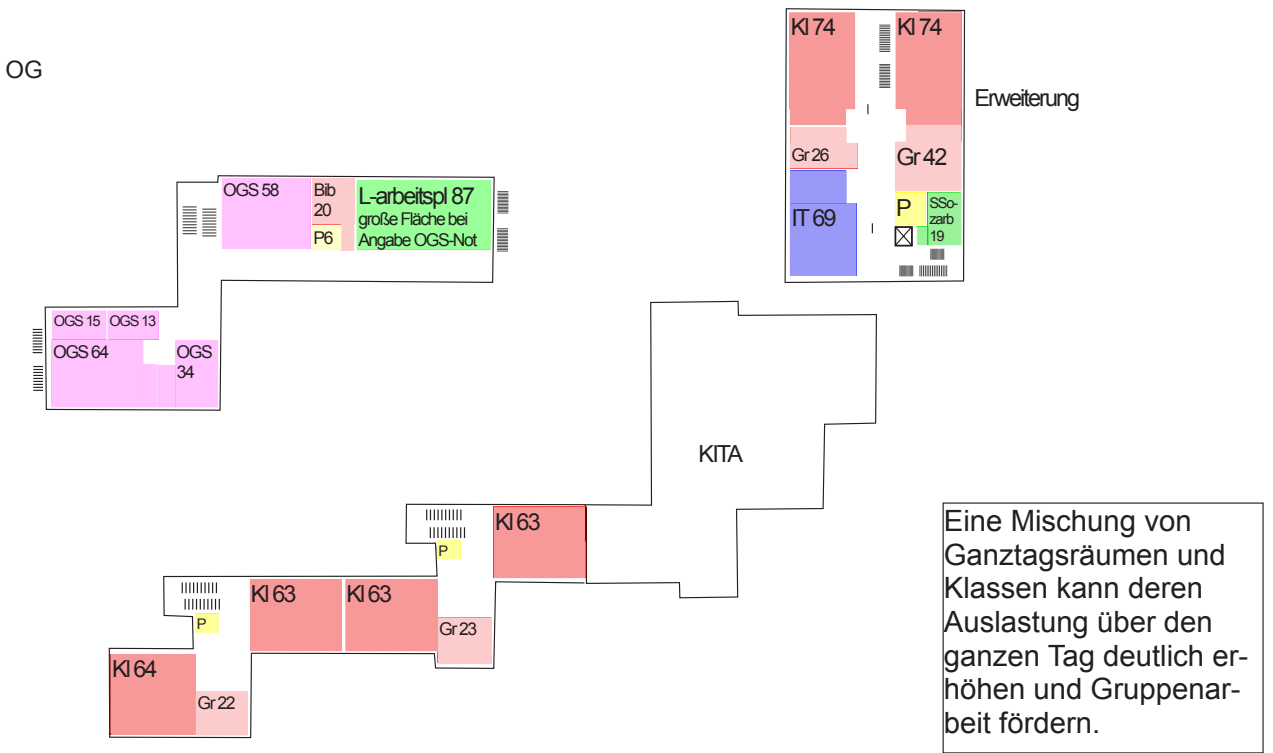 OG
Kl 74
Kl 74
Erweiterung
Gr 26
Gr 42
IT 69
P
SSo-
zarb
19
OGS 58
Bib
20
P6
L-arbeitspl 87
große Fläche bei
Angabe OGS-Not
OGS 15
OGS 13
OGS 64
OGS
34
KITA
Kl 63
P
Kl 63
Kl 63
Gr 23
P
Kl 64
Gr 22
Eine Mischung von
Ganztagsräumen und
Klassen kann deren
Auslastung über den
ganzen Tag deutlich er-
höhen und Gruppenar-
beit fördern.